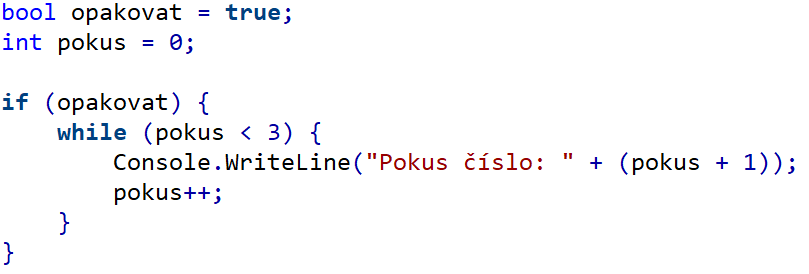 bool opakovat = true;
int pokus = 0;

if (opakovat) {
    while (pokus < 3) {
        Console.WriteLine("Pokus číslo: " + (pokus + 1));
        pokus++;
    }
}